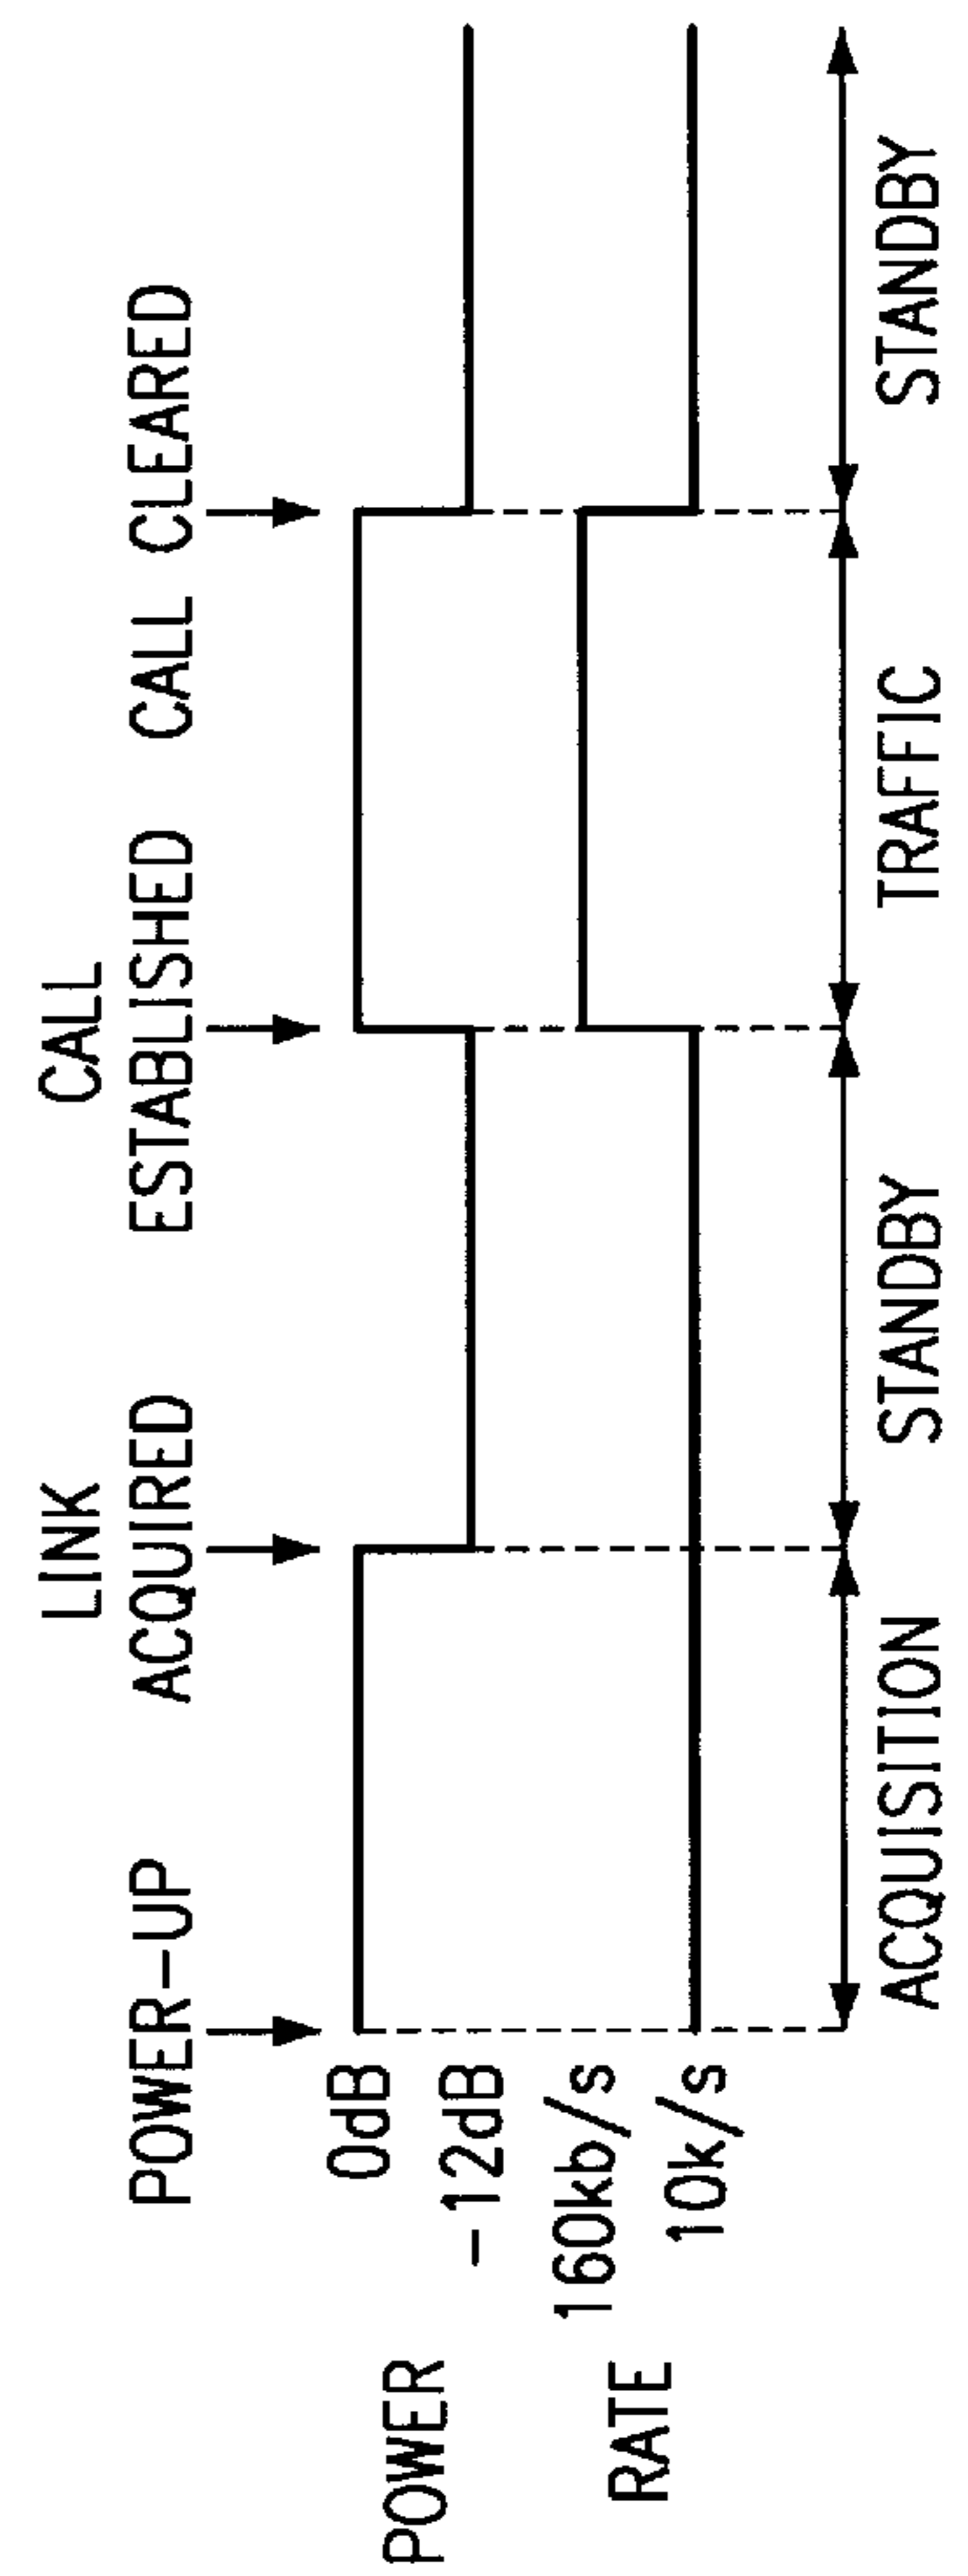 POWER-UP
LINK
ACQUIRED
CALL
ESTABLISHED
CALL CLEARED
POWER
0dB
-12dB
RATE
160kb/s
10k/s
ACQUISITION
STANDBY
TRAFFIC
STANDBY